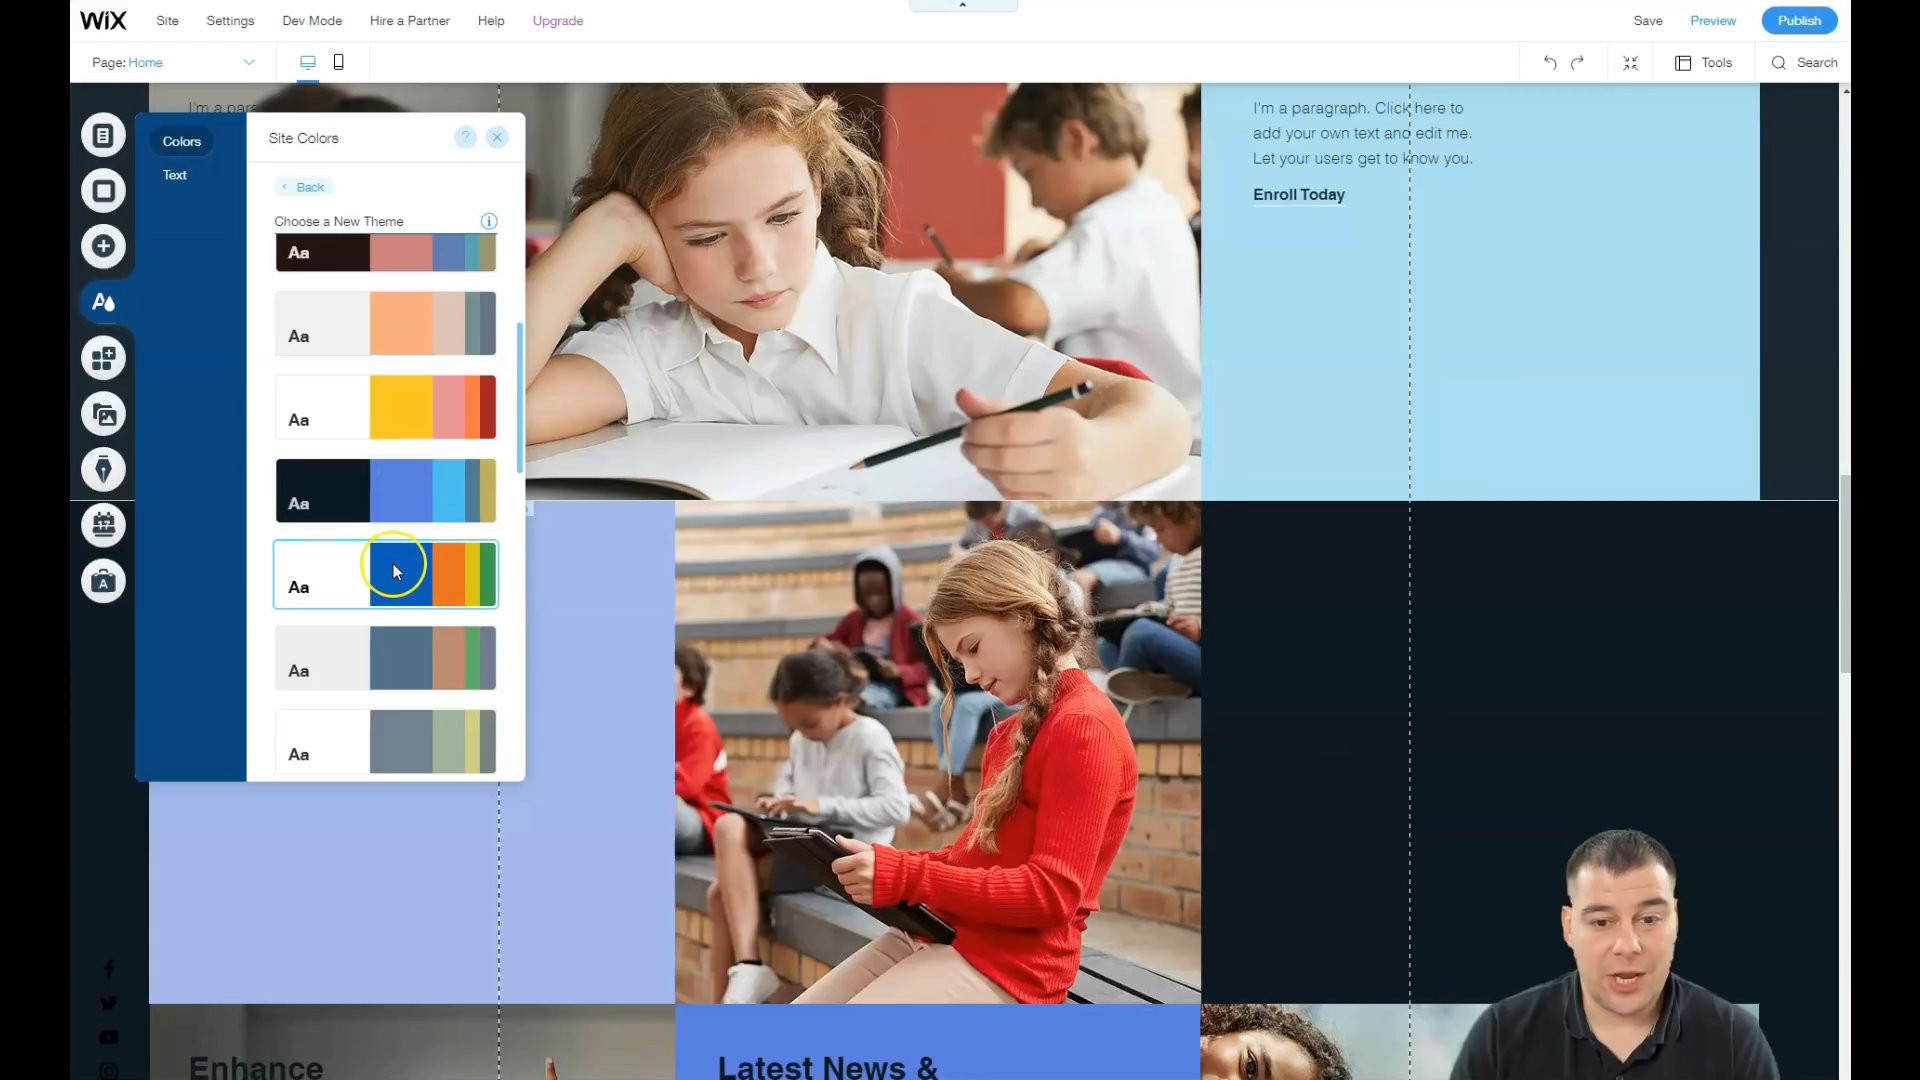 WiX Site Settings Dev Mode Hire a Partner Help Upgrade Save Preview Publish
Page: Home Tools Search
I'm a para
Colors
Text
Site Colors ?
Back
Choose a New Theme i
Aa
Aa
Aa
Aa
Aa
Aa
Aa
17
A
I'm a paragraph. Click here to
add your own text and edit me.
Let your users get to know you.
Enroll Today
Enhance
Latest News &